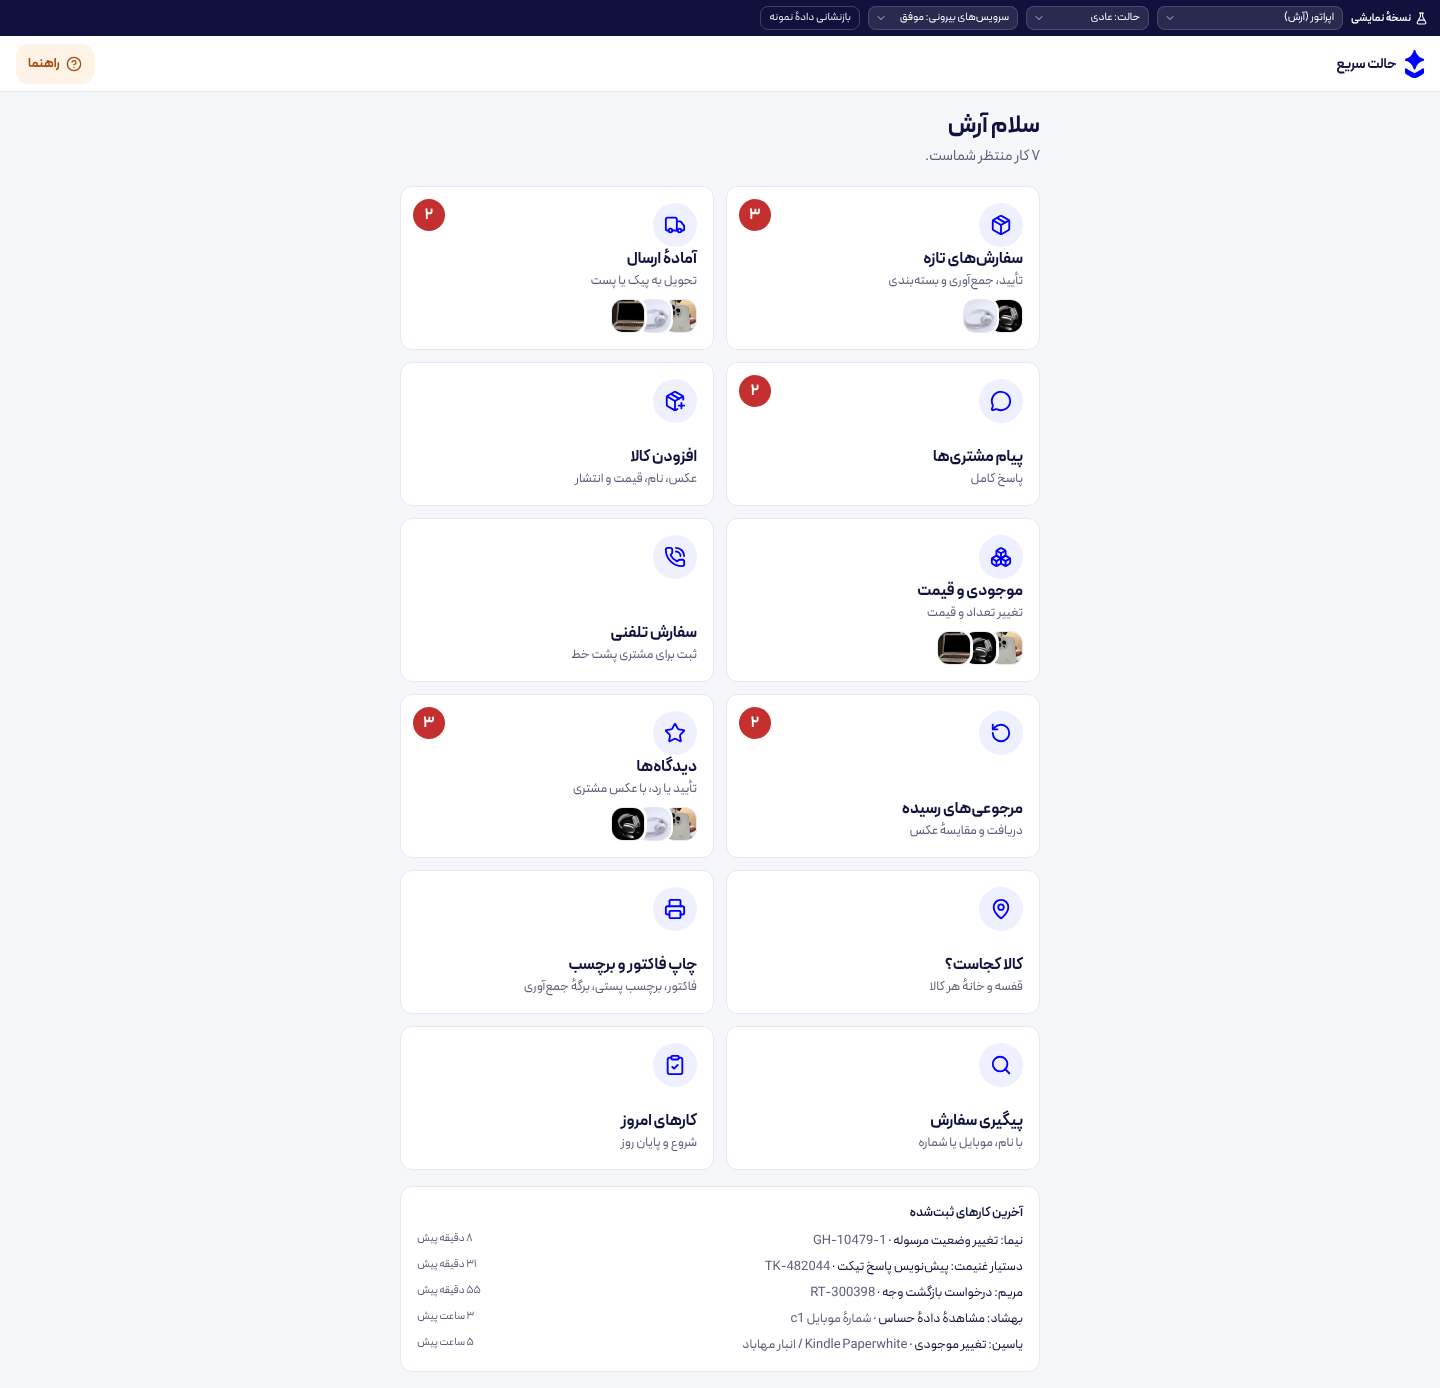 نسخهٔ نمایشی
اپراتور (آرش)
حالت: عادی
سرویس‌های بیرونی: موفق
بازنشانی دادهٔ نمونه
حالت سریع
راهنما
سلام آرش
۷ کار منتظر شماست.
۳
سفارش‌های تازه
تأیید، جمع‌آوری و بسته‌بندی
۲
آمادهٔ ارسال
تحویل به پیک یا پست
۲
پیام مشتری‌ها
پاسخ کامل
افزودن کالا
عکس، نام، قیمت و انتشار
موجودی و قیمت
تغییر تعداد و قیمت
سفارش تلفنی
ثبت برای مشتری پشت خط
۲
مرجوعی‌های رسیده
دریافت و مقایسهٔ عکس
۳
دیدگاه‌ها
تأیید یا رد، با عکس مشتری
کالا کجاست؟
قفسه و خانهٔ هر کالا
چاپ فاکتور و برچسب
فاکتور، برچسب پستی، برگهٔ جمع‌آوری
پیگیری سفارش
با نام، موبایل یا شماره
کارهای امروز
شروع و پایان روز
آخرین کارهای ثبت‌شده
نیما: تغییر وضعیت مرسوله · GH-10479-1 ۸ دقیقه پیش
دستیار غنیمت: پیش‌نویس پاسخ تیکت · TK-482044 ۳۱ دقیقه پیش
مریم: درخواست بازگشت وجه · RT-300398 ۵۵ دقیقه پیش
بهشاد: مشاهدهٔ دادهٔ حساس · شمارهٔ موبایل c1 ۳ ساعت پیش
یاسین: تغییر موجودی · Kindle Paperwhite / انبار مهاباد ۵ ساعت پیش